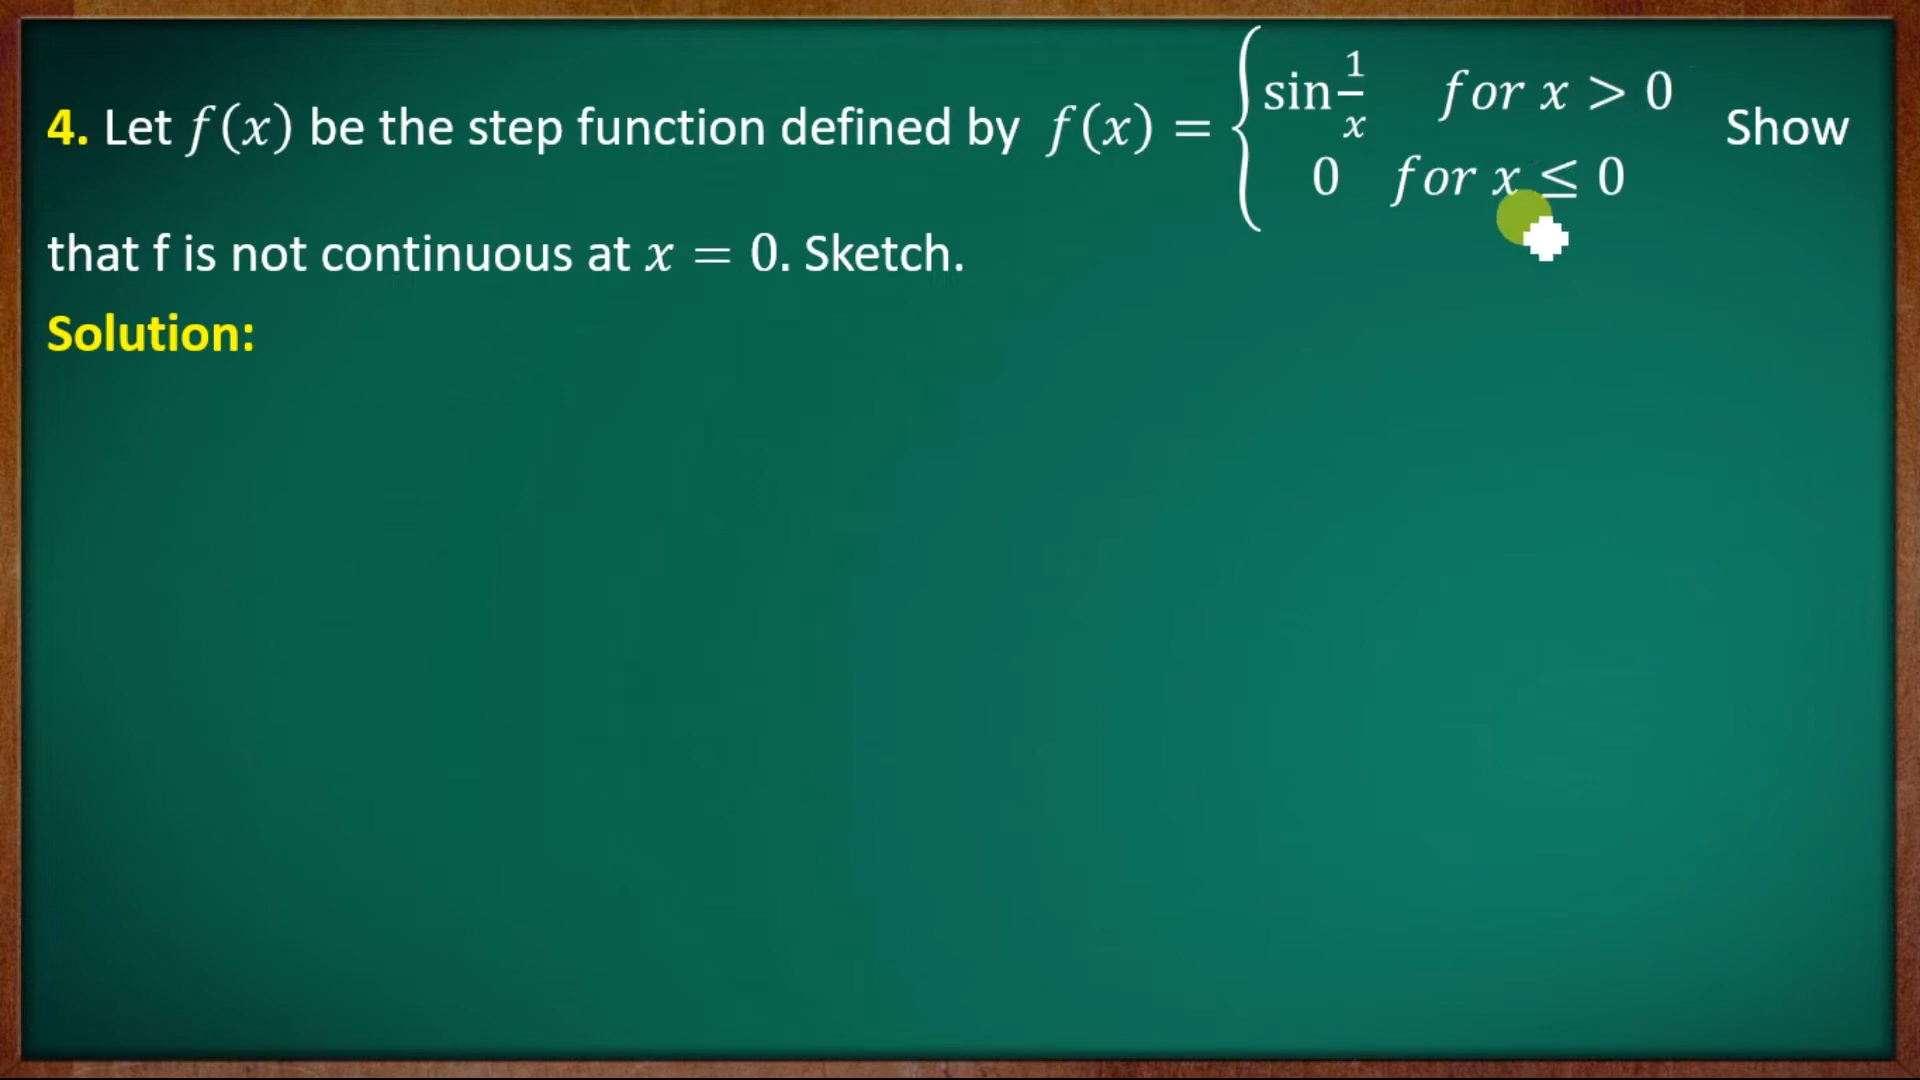 4. Let f(x) be the step function defined by f(x) = { sin 1/x for x > 0 Show
0 for x ≤ 0
that f is not continuous at x = 0. Sketch.
Solution: